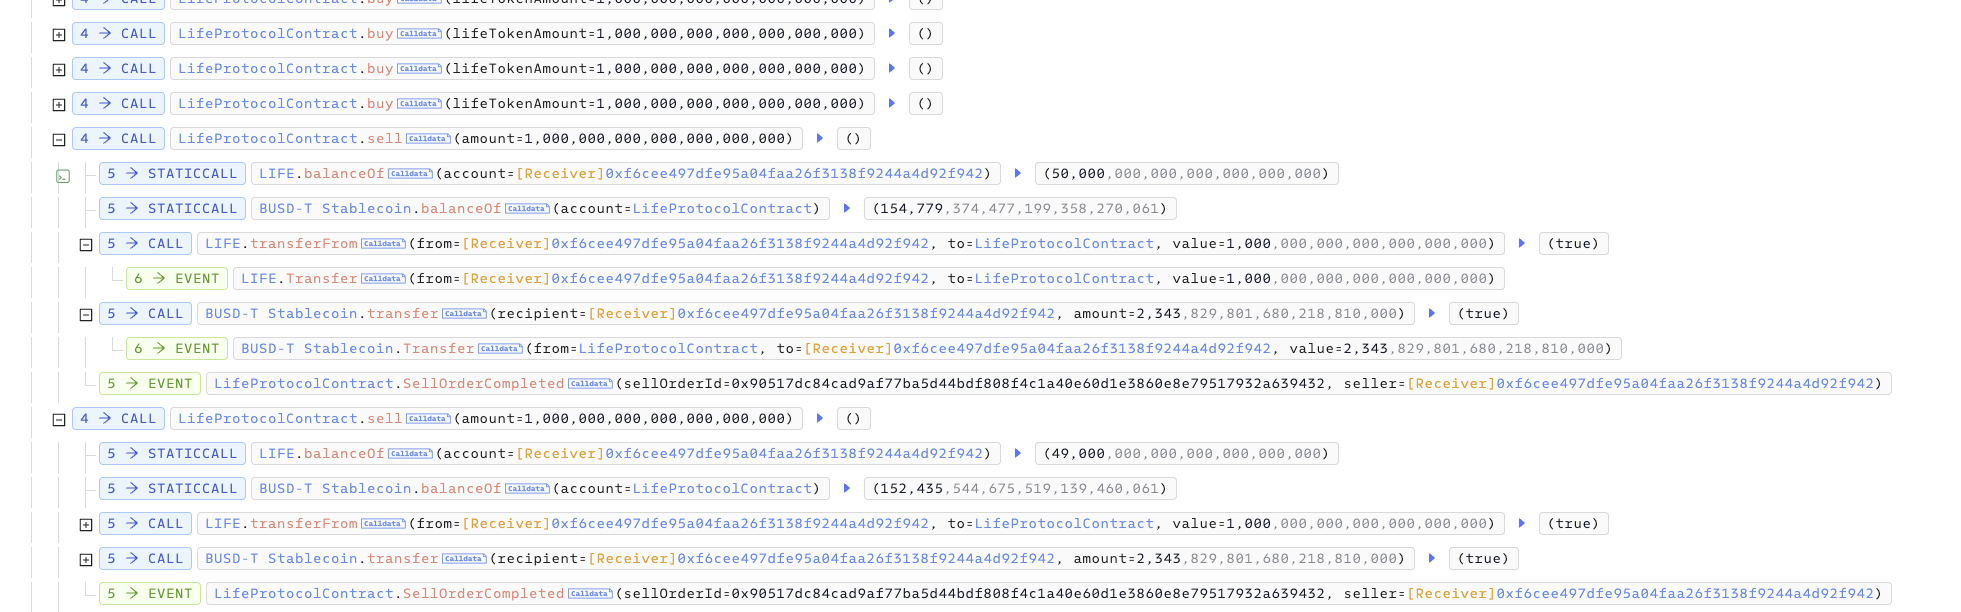 4 → CALL LifeProtocolContract.buy Calldata (lifeTokenAmount=1,000,000,000,000,000,000,000) ()
4 → CALL LifeProtocolContract.buy Calldata (lifeTokenAmount=1,000,000,000,000,000,000,000) ()
4 → CALL LifeProtocolContract.buy Calldata (lifeTokenAmount=1,000,000,000,000,000,000,000) ()
4 → CALL LifeProtocolContract.buy Calldata (lifeTokenAmount=1,000,000,000,000,000,000,000) ()
4 → CALL LifeProtocolContract.sell Calldata (amount=1,000,000,000,000,000,000,000) ()
5 → STATICCALL LIFE.balanceOf Calldata (account=[Receiver]0xf6cee497dfe95a04faa26f3138f9244a4d92f942) (50,000,000,000,000,000,000,000)
5 → STATICCALL BUSD-T Stablecoin.balanceOf Calldata (account=LifeProtocolContract) (154,779,374,477,199,358,270,061)
5 → CALL LIFE.transferFrom Calldata (from=[Receiver]0xf6cee497dfe95a04faa26f3138f9244a4d92f942, to=LifeProtocolContract, value=1,000,000,000,000,000,000,000) (true)
6 → EVENT LIFE.Transfer Calldata (from=[Receiver]0xf6cee497dfe95a04faa26f3138f9244a4d92f942, to=LifeProtocolContract, value=1,000,000,000,000,000,000,000)
5 → CALL BUSD-T Stablecoin.transfer Calldata (recipient=[Receiver]0xf6cee497dfe95a04faa26f3138f9244a4d92f942, amount=2,343,829,801,680,218,810,000) (true)
6 → EVENT BUSD-T Stablecoin.Transfer Calldata (from=LifeProtocolContract, to=[Receiver]0xf6cee497dfe95a04faa26f3138f9244a4d92f942, value=2,343,829,801,680,218,810,000)
5 → EVENT LifeProtocolContract.SellOrderCompleted Calldata (sellOrderId=0x90517dc84cad9af77ba5d44bdf808f4c1a40e60d1e3860e8e79517932a639432, seller=[Receiver]0xf6cee497dfe95a04faa26f3138f9244a4d92f942)
4 → CALL LifeProtocolContract.sell Calldata (amount=1,000,000,000,000,000,000,000) ()
5 → STATICCALL LIFE.balanceOf Calldata (account=[Receiver]0xf6cee497dfe95a04faa26f3138f9244a4d92f942) (49,000,000,000,000,000,000,000)
5 → STATICCALL BUSD-T Stablecoin.balanceOf Calldata (account=LifeProtocolContract) (152,435,544,675,519,139,460,061)
5 → CALL LIFE.transferFrom Calldata (from=[Receiver]0xf6cee497dfe95a04faa26f3138f9244a4d92f942, to=LifeProtocolContract, value=1,000,000,000,000,000,000,000) (true)
5 → CALL BUSD-T Stablecoin.transfer Calldata (recipient=[Receiver]0xf6cee497dfe95a04faa26f3138f9244a4d92f942, amount=2,343,829,801,680,218,810,000) (true)
5 → EVENT LifeProtocolContract.SellOrderCompleted Calldata (sellOrderId=0x90517dc84cad9af77ba5d44bdf808f4c1a40e60d1e3860e8e79517932a639432, seller=[Receiver]0xf6cee497dfe95a04faa26f3138f9244a4d92f942)